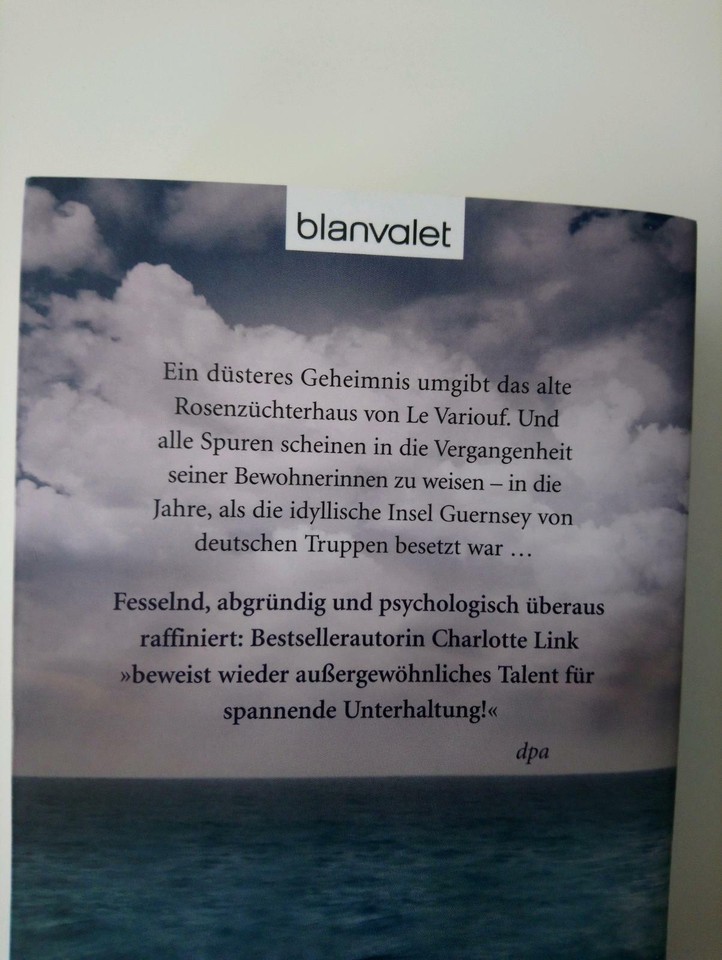 blanvalet
Ein düsteres Geheimnis umgibt das alte
Rosenzüchterhaus von Le Variouf. Und
alle Spuren scheinen in die Vergangenheit
seiner Bewohnerinnen zu weisen – in die
Jahre, als die idyllische Insel Guernsey von
deutschen Truppen besetzt war …
Fesselnd, abgründig und psychologisch überaus
raffiniert: Bestsellerautorin Charlotte Link
»beweist wieder außergewöhnliches Talent für
spannende Unterhaltung!«
dpa